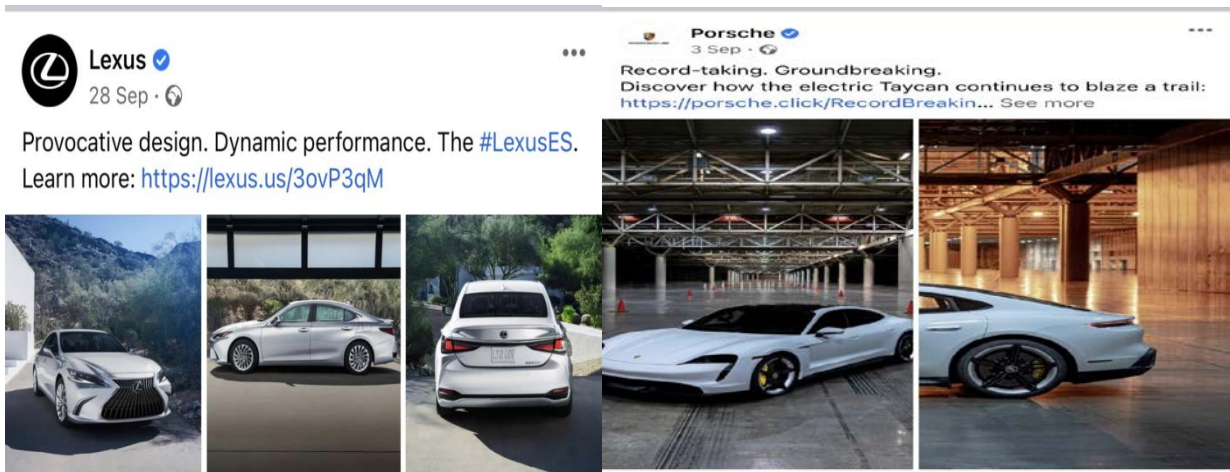 Lexus
28 Sep ·
Provocative design. Dynamic performance. The #LexusES.
Learn more: https://lexus.us/3ovP3qM
Porsche
3 Sep ·
Record-taking. Groundbreaking.
Discover how the electric Taycan continues to blaze a trail:
https://porsche.click/RecordBreakin... See more